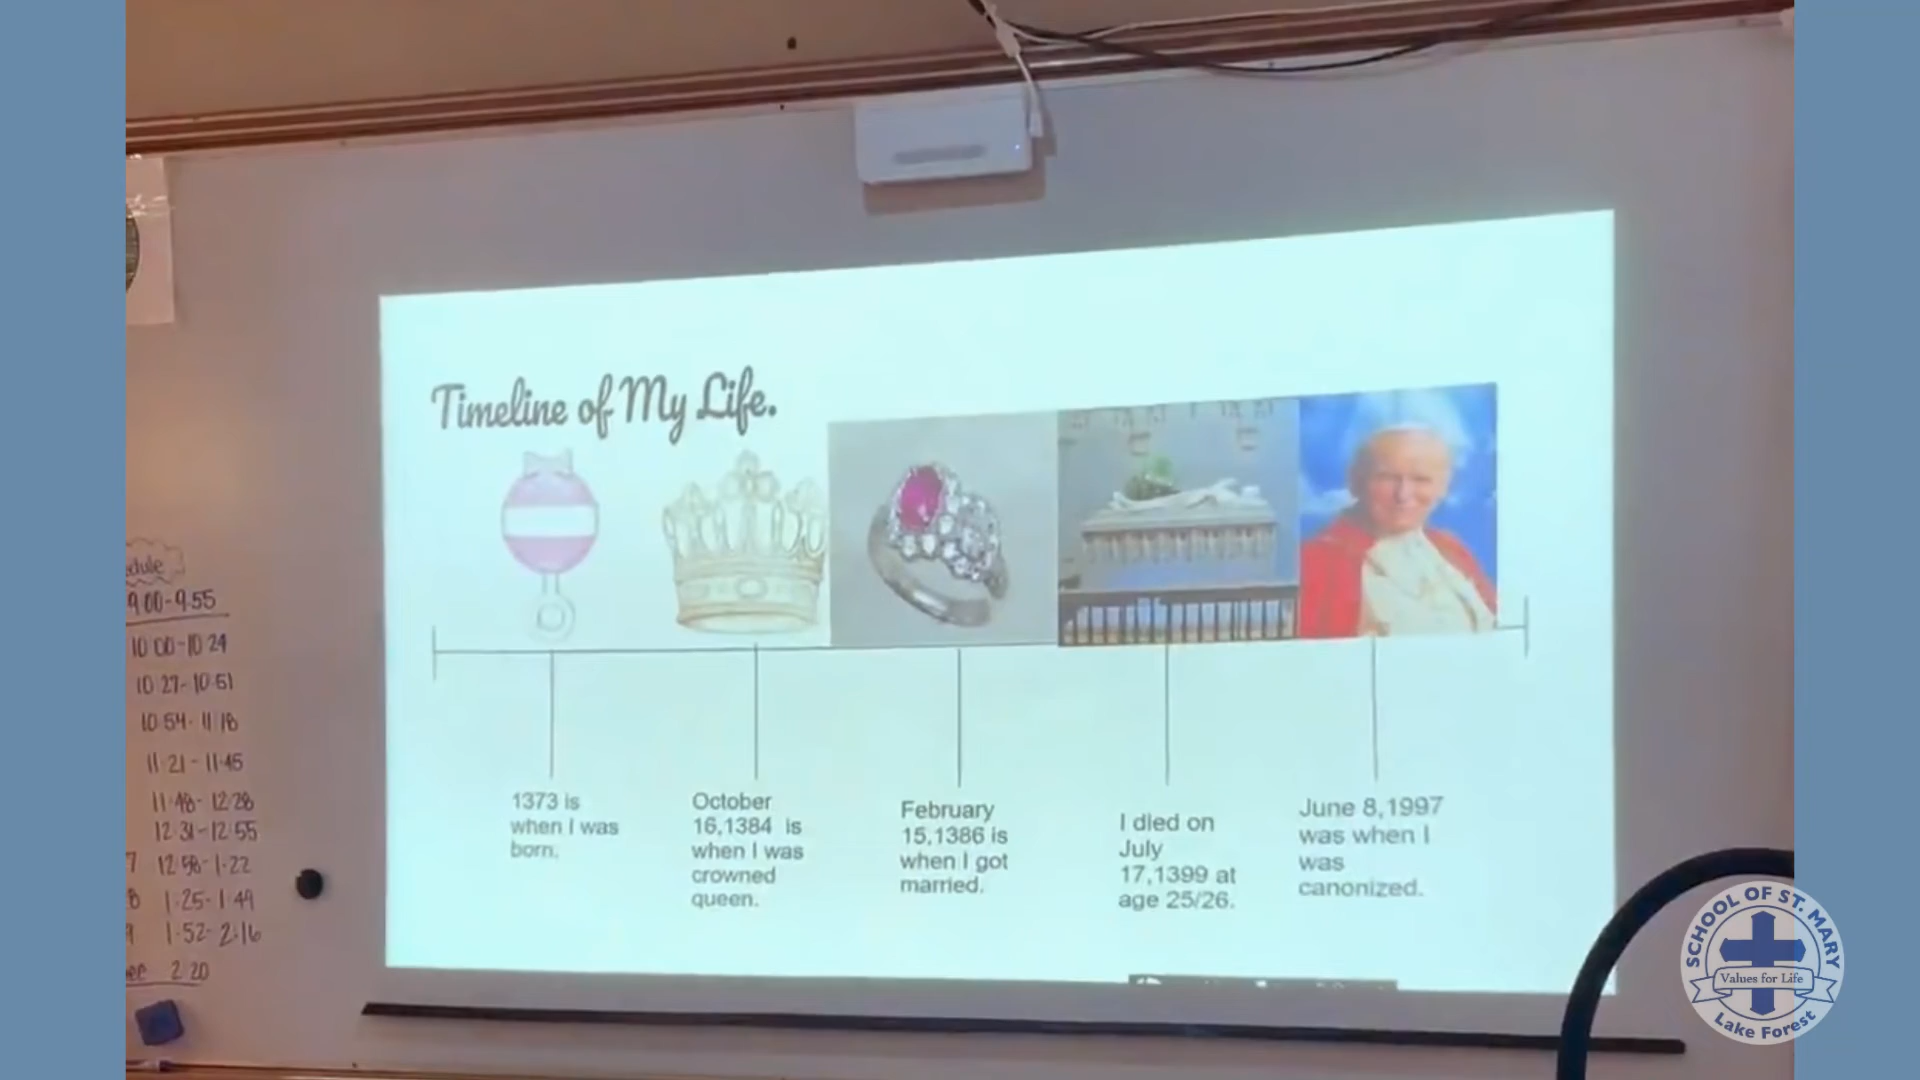 Timeline of My Life.
1373 is
when I was
born.
October
16,1384 is
when I was
crowned
queen.
February
15,1386 is
when I got
married.
I died on
July
17,1399 at
age 25/26.
June 8,1997
was when I
was
canonized.
9:00-9:55
10:00-10:24
10:27-10:51
10:54-11:18
11:21-11:45
11:48-12:28
12:31-12:55
7 12:58-1:22
8 1:25-1:49
9 1:52-2:16
2:20
SCHOOL OF ST. MARY
Values for Life
Lake Forest